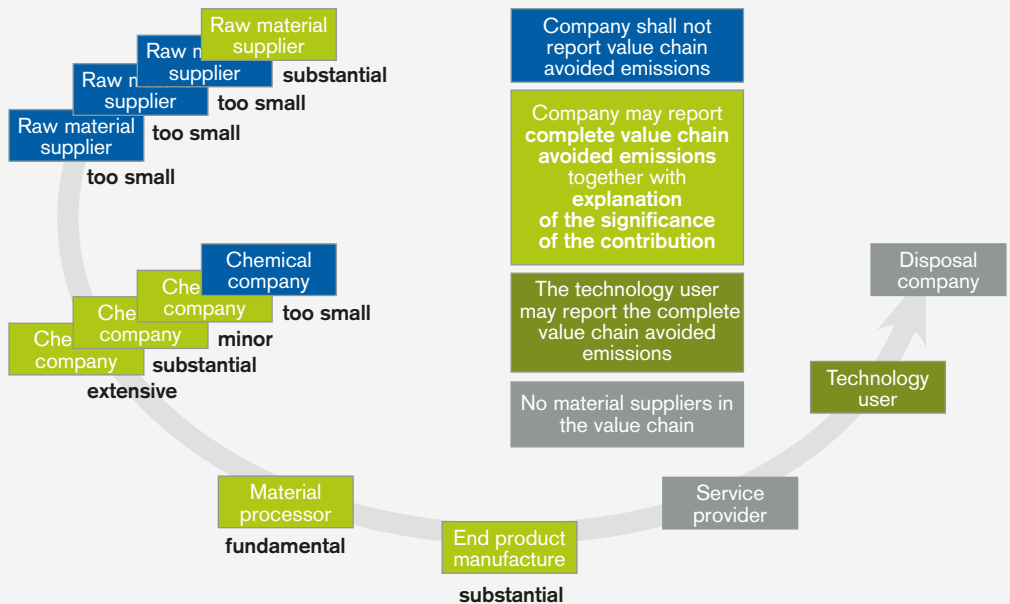 Raw material
supplier
substantial
Raw m
supplier
too small
Raw m
supplier
too small
Raw material
supplier
too small
Company shall not
report value chain
avoided emissions
Company may report
complete value chain
avoided emissions
together with
explanation
of the significance
of the contribution
The technology user
may report the complete
value chain avoided
emissions
No material suppliers in
the value chain
Chemical
company
too small
Che
company
minor
Che
company
substantial
Che
company
extensive
Material
processor
fundamental
End product
manufacture
substantial
Service
provider
Technology
user
Disposal
company